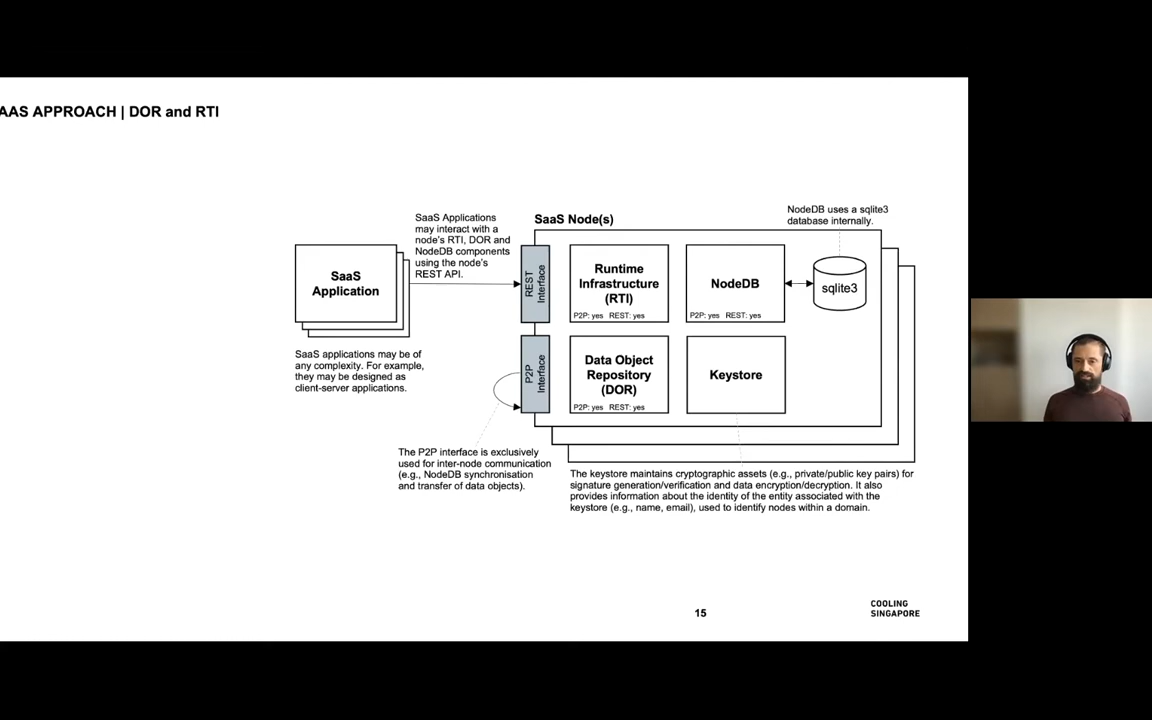 AAS APPROACH | DOR and RTI
SaaS Applications
may interact with a
node's RTI, DOR and
NodeDB components
using the node's
REST API.
SaaS Node(s)
NodeDB uses a sqlite3
database internally.
SaaS
Application
REST
Interface
Runtime
Infrastructure
(RTI)
P2P: yes REST: yes
NodeDB
P2P: yes REST: yes
sqlite3
SaaS applications may be of
any complexity. For example,
they may be designed as
client-server applications.
P2P
Interface
Data Object
Repository
(DOR)
P2P: yes REST: yes
Keystore
The P2P interface is exclusively
used for inter-node communication
(e.g., NodeDB synchronisation
and transfer of data objects).
The keystore maintains cryptographic assets (e.g., private/public key pairs) for
signature generation/verification and data encryption/decryption. It also
provides information about the identity of the entity associated with the
keystore (e.g., name, email), used to identify nodes within a domain.
15
COOLING
SINGAPORE